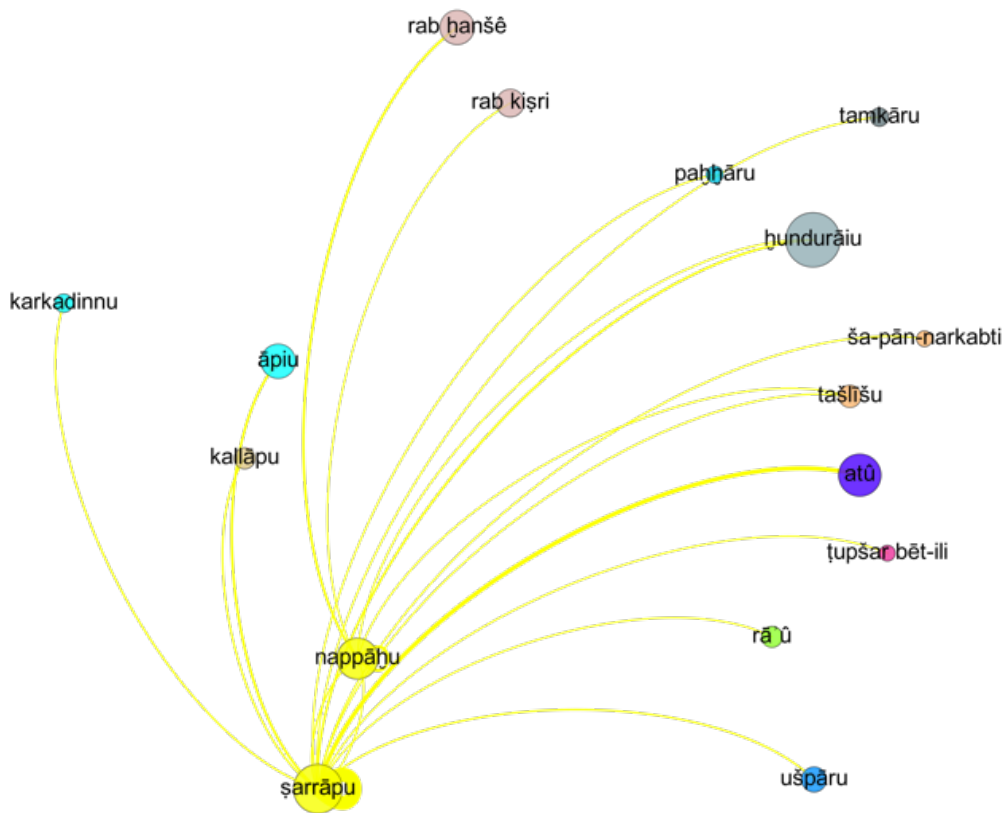 rab ḫanšê
rab kiṣri
tamkāru
paḫḫāru
ḫundurāiu
karkadinnu
ša-pān-narkabti
āpiu
tašlīšu
kallāpu
atû
ṭupšar bēt-ili
rā û
nappāḫu
ušpāru
ṣarrāpu